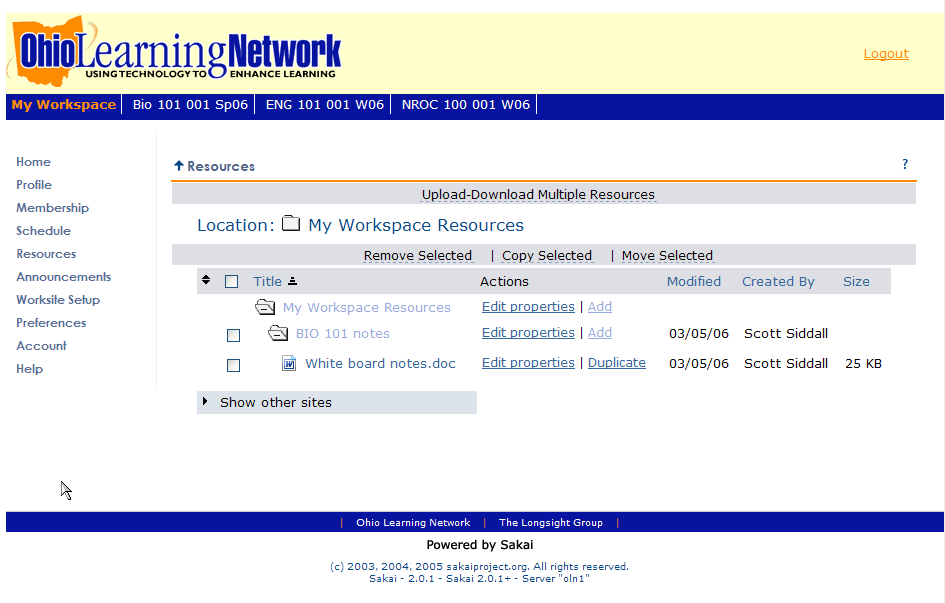 OhioLearningNetwork
USING TECHNOLOGY TO ENHANCE LEARNING
Logout
My Workspace Bio 101 001 Sp06 ENG 101 001 W06 NROC 100 001 W06
Home
Profile
Membership
Schedule
Resources
Announcements
Worksite Setup
Preferences
Account
Help
Resources ?
Upload-Download Multiple Resources
Location: My Workspace Resources
Remove Selected | Copy Selected | Move Selected
Title Actions Modified Created By Size
My Workspace Resources Edit properties | Add
BIO 101 notes Edit properties | Add 03/05/06 Scott Siddall
White board notes.doc Edit properties | Duplicate 03/05/06 Scott Siddall 25 KB
Show other sites
| Ohio Learning Network | The Longsight Group |
Powered by Sakai
(c) 2003, 2004, 2005 sakaiproject.org. All rights reserved.
Sakai - 2.0.1 - Sakai 2.0.1+ - Server "oln1"